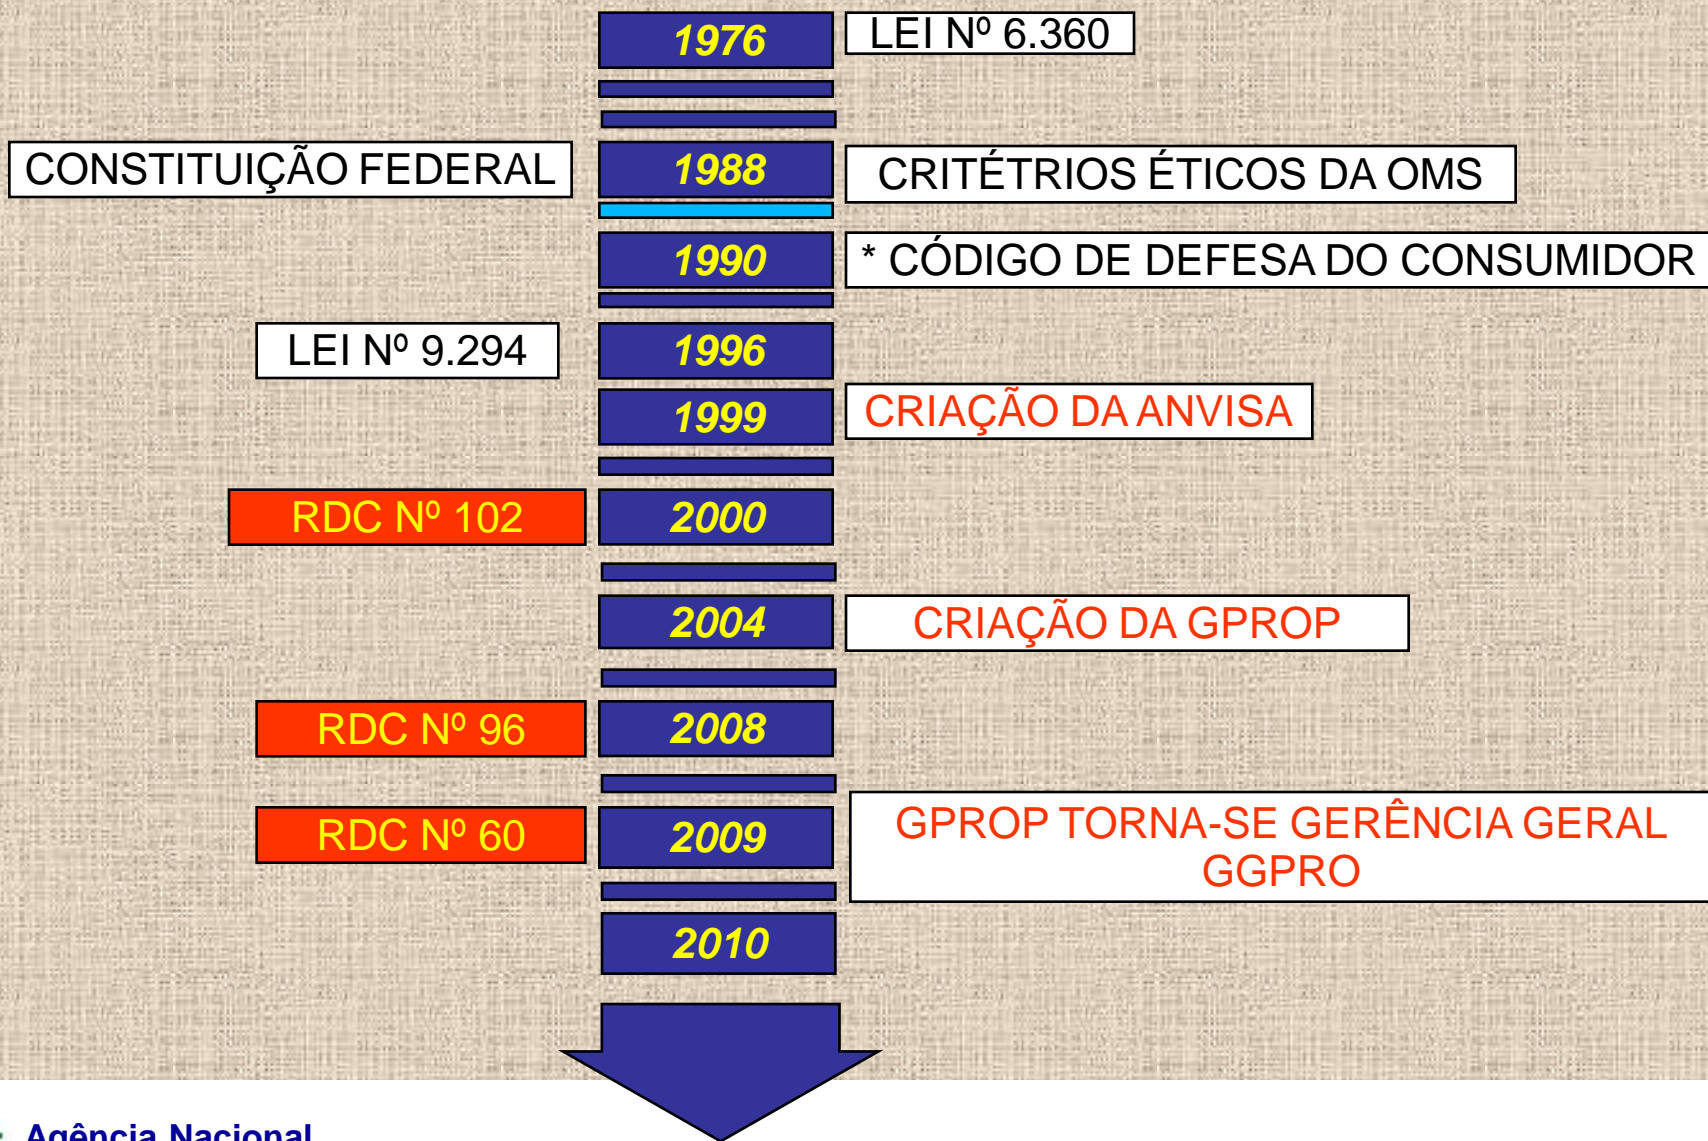 1976
LEI Nº 6.360
CONSTITUIÇÃO FEDERAL
1988
CRITÉTRIOS ÉTICOS DA OMS
1990
* CÓDIGO DE DEFESA DO CONSUMIDOR
LEI Nº 9.294
1996
1999
CRIAÇÃO DA ANVISA
RDC Nº 102
2000
2004
CRIAÇÃO DA GPROP
RDC Nº 96
2008
RDC Nº 60
2009
GPROP TORNA-SE GERÊNCIA GERAL
GGPRO
2010
Agência Nacional